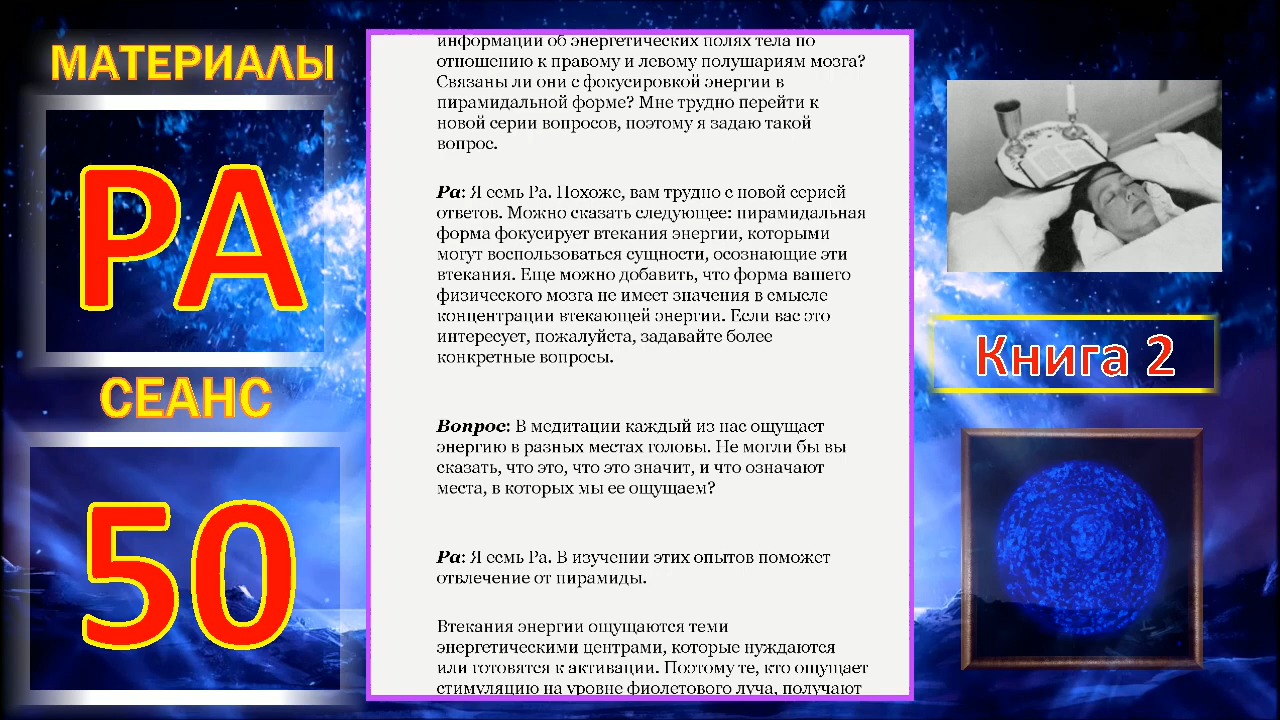 МАТЕРИАЛЫ
РА
СЕАНС
50
информации об энергетических полях тела по
отношению к правому и левому полушариям мозга?
Связаны ли они с фокусировкой энергии в
пирамидальной форме? Мне трудно перейти к
новой серии вопросов, поэтому я задаю такой
вопрос.
Ра: Я семь Ра. Похоже, вам трудно с новой серией
ответов. Можно сказать следующее: пирамидальная
форма фокусирует втекания энергии, которыми
могут воспользоваться сущности, осознающие эти
втекания. Еще можно добавить, что форма вашего
физического мозга не имеет значения в смысле
концентрации втекающей энергии. Если вас это
интересует, пожалуйста, задавайте более
конкретные вопросы.
Вопрос: В медитации каждый из нас ощущает
энергию в разных местах головы. Не могли бы вы
сказать, что это, что это значит, и что означают
места, в которых мы ее ощущаем?
Ра: Я семь Ра. В изучении этих опытов поможет
отвлечение от пирамиды.
Втекания энергии ощущаются теми
энергетическими центрами, которые нуждаются
или готовятся к активации. Поэтому те, кто ощущает
стимуляцию на уровне фиолетового луча, получают
Книга 2